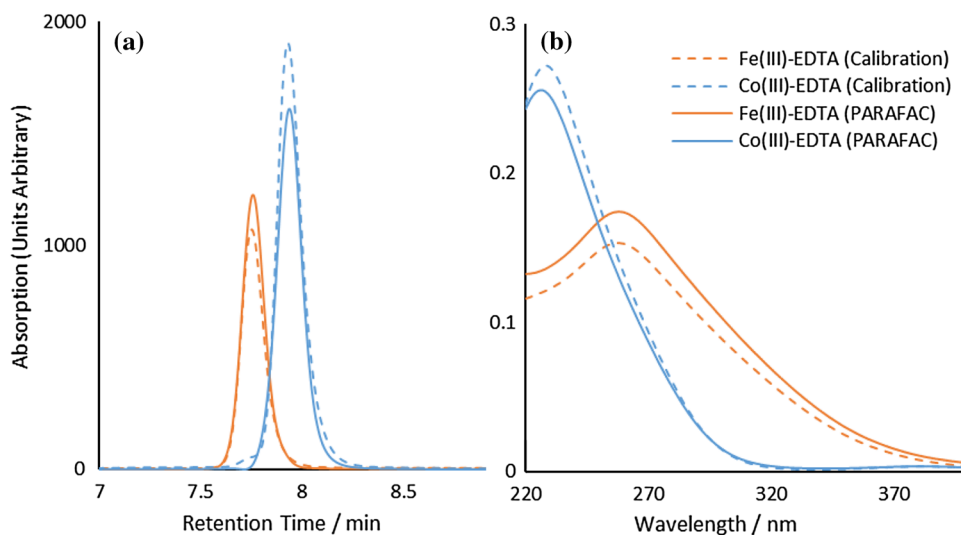 (a)
Absorption (Units Arbitrary)
2000
1000
0
7
7.5
8
8.5
Retention Time / min
(b)
0.3
0.2
0.1
0
220
270
320
370
Wavelength / nm
Fe(III)-EDTA (Calibration)
Co(III)-EDTA (Calibration)
Fe(III)-EDTA (PARAFAC)
Co(III)-EDTA (PARAFAC)